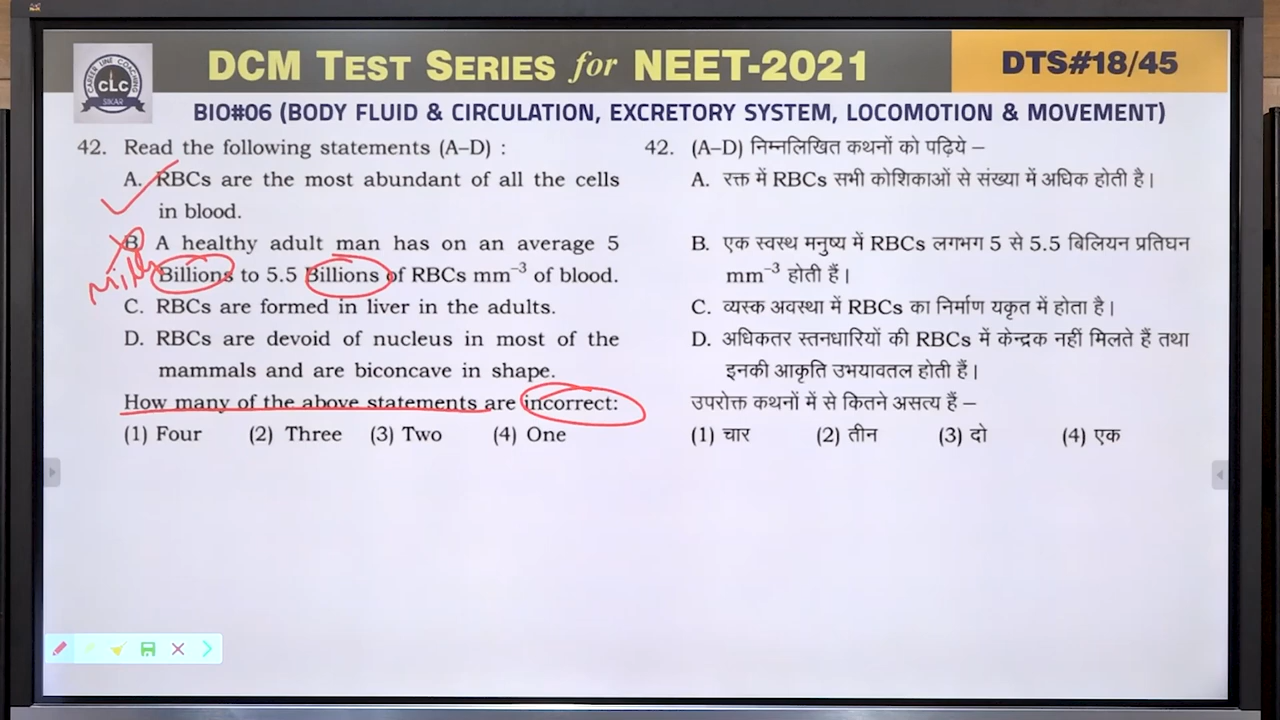 DCM TEST SERIES for NEET-2021
DTS#18/45
CAREER LINE COACHING
CLC
SIKAR
BIO#06 (BODY FLUID & CIRCULATION, EXCRETORY SYSTEM, LOCOMOTION & MOVEMENT)
42. Read the following statements (A–D) :
A. RBCs are the most abundant of all the cells
in blood.
B. A healthy adult man has on an average 5
Billions to 5.5 Billions of RBCs mm⁻³ of blood.
C. RBCs are formed in liver in the adults.
D. RBCs are devoid of nucleus in most of the
mammals and are biconcave in shape.
How many of the above statements are incorrect:
(1) Four (2) Three (3) Two (4) One
42. (A–D) निम्नलिखित कथनों को पढ़िये –
A. रक्त में RBCs सभी कोशिकाओं से संख्या में अधिक होती है।
B. एक स्वस्थ मनुष्य में RBCs लगभग 5 से 5.5 बिलियन प्रतिघन
mm⁻³ होती हैं।
C. व्यस्क अवस्था में RBCs का निर्माण यकृत में होता है।
D. अधिकतर स्तनधारियों की RBCs में केन्द्रक नहीं मिलते हैं तथा
इनकी आकृति उभयावतल होती हैं।
उपरोक्त कथनों में से कितने असत्य हैं –
(1) चार (2) तीन (3) दो (4) एक